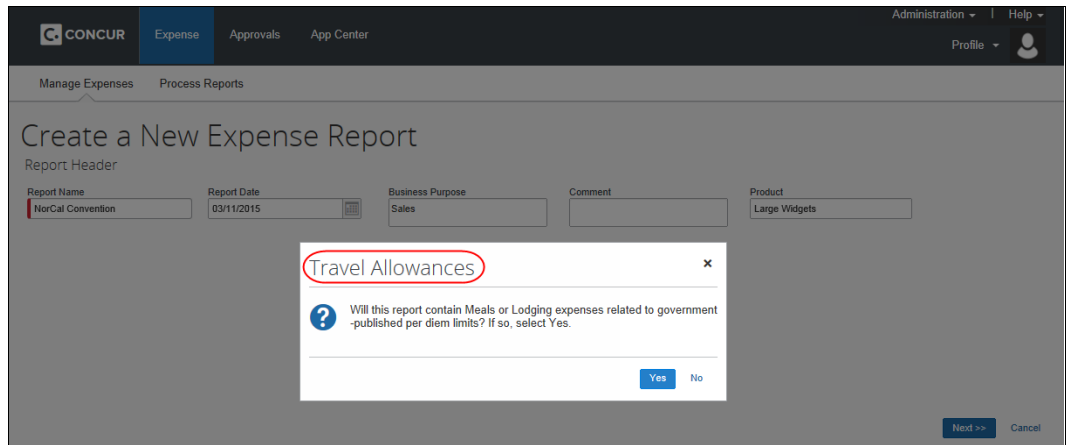 Administration | Help
C. CONCUR Expense Approvals App Center
Profile
Manage Expenses Process Reports
Create a New Expense Report
Report Header
Report Name Report Date Business Purpose Comment Product
NorCal Convention 03/11/2015 Sales Large Widgets
Travel Allowances ×
? Will this report contain Meals or Lodging expenses related to government
-published per diem limits? If so, select Yes.
Yes No
Next >> Cancel